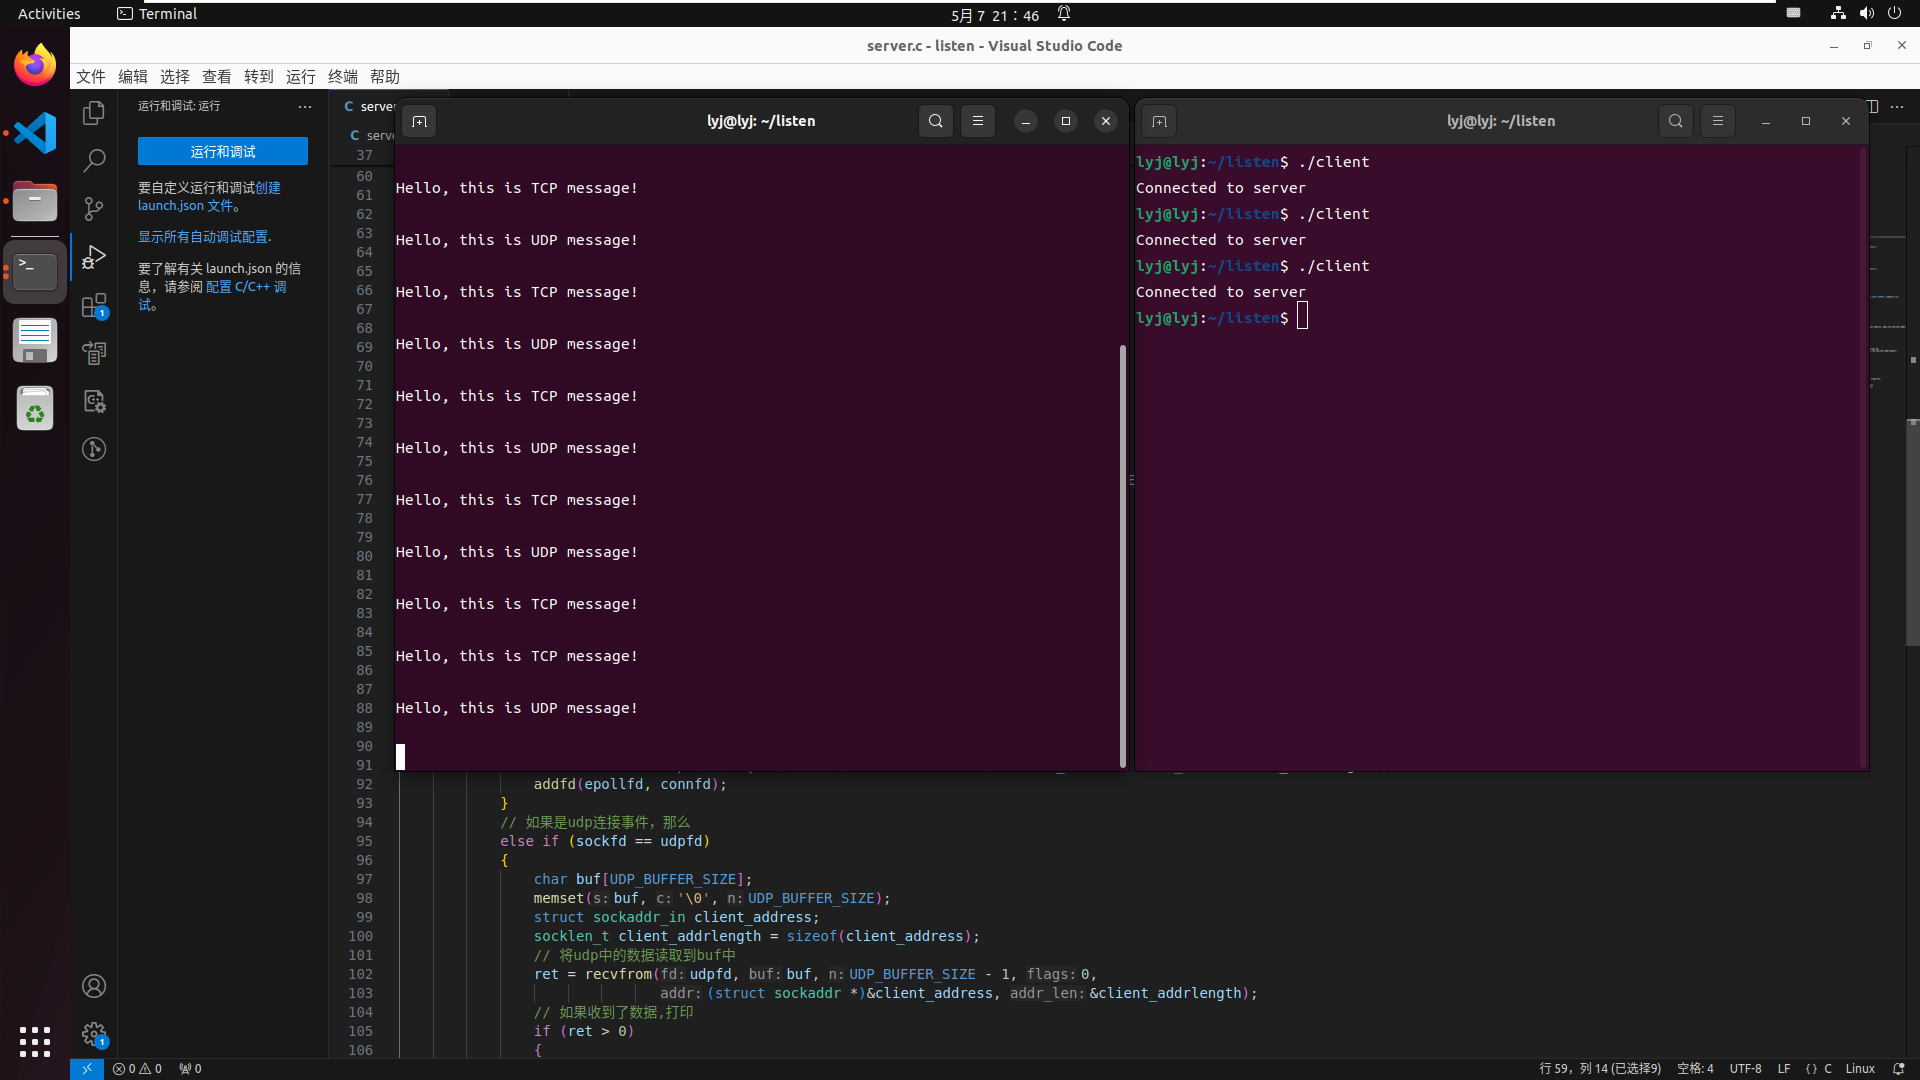 Activities
Terminal
5月 7 21：46
server.c - listen - Visual Studio Code
文件 编辑 选择 查看 转到 运行 终端 帮助
运行和调试: 运行
运行和调试
要自定义运行和调试创建
launch.json 文件。
显示所有自动调试配置.
要了解有关 launch.json 的信
息，请参阅 配置 C/C++ 调
试。
1
1
C
C
37
60
61
62
63
64
65
66
67
68
69
70
71
72
73
74
75
76
77
78
79
80
81
82
83
84
85
86
87
88
89
90
91
lyj@lyj: ~/listen
Hello, this is TCP message!
Hello, this is UDP message!
Hello, this is TCP message!
Hello, this is UDP message!
Hello, this is TCP message!
Hello, this is UDP message!
Hello, this is TCP message!
Hello, this is UDP message!
Hello, this is TCP message!
Hello, this is TCP message!
Hello, this is UDP message!
lyj@lyj: ~/listen
lyj@lyj:~/listen$ ./client
Connected to server
lyj@lyj:~/listen$ ./client
Connected to server
lyj@lyj:~/listen$ ./client
Connected to server
lyj@lyj:~/listen$
92 addfd(epollfd, connfd);
93 }
94 // 如果是udp连接事件，那么
95 else if (sockfd == udpfd)
96 {
97 char buf[UDP_BUFFER_SIZE];
98 memset(s: buf, c: '\0', n: UDP_BUFFER_SIZE);
99 struct sockaddr_in client_address;
100 socklen_t client_addrlength = sizeof(client_address);
101 // 将udp中的数据读取到buf中
102 ret = recvfrom(fd: udpfd, buf: buf, n: UDP_BUFFER_SIZE - 1, flags: 0,
103 addr: (struct sockaddr *)&client_address, addr_len: &client_addrlength);
104 // 如果收到了数据,打印
105 if (ret > 0)
106 {
0 0 0
行 59，列 14 (已选择9) 空格: 4 UTF-8 LF {} C Linux